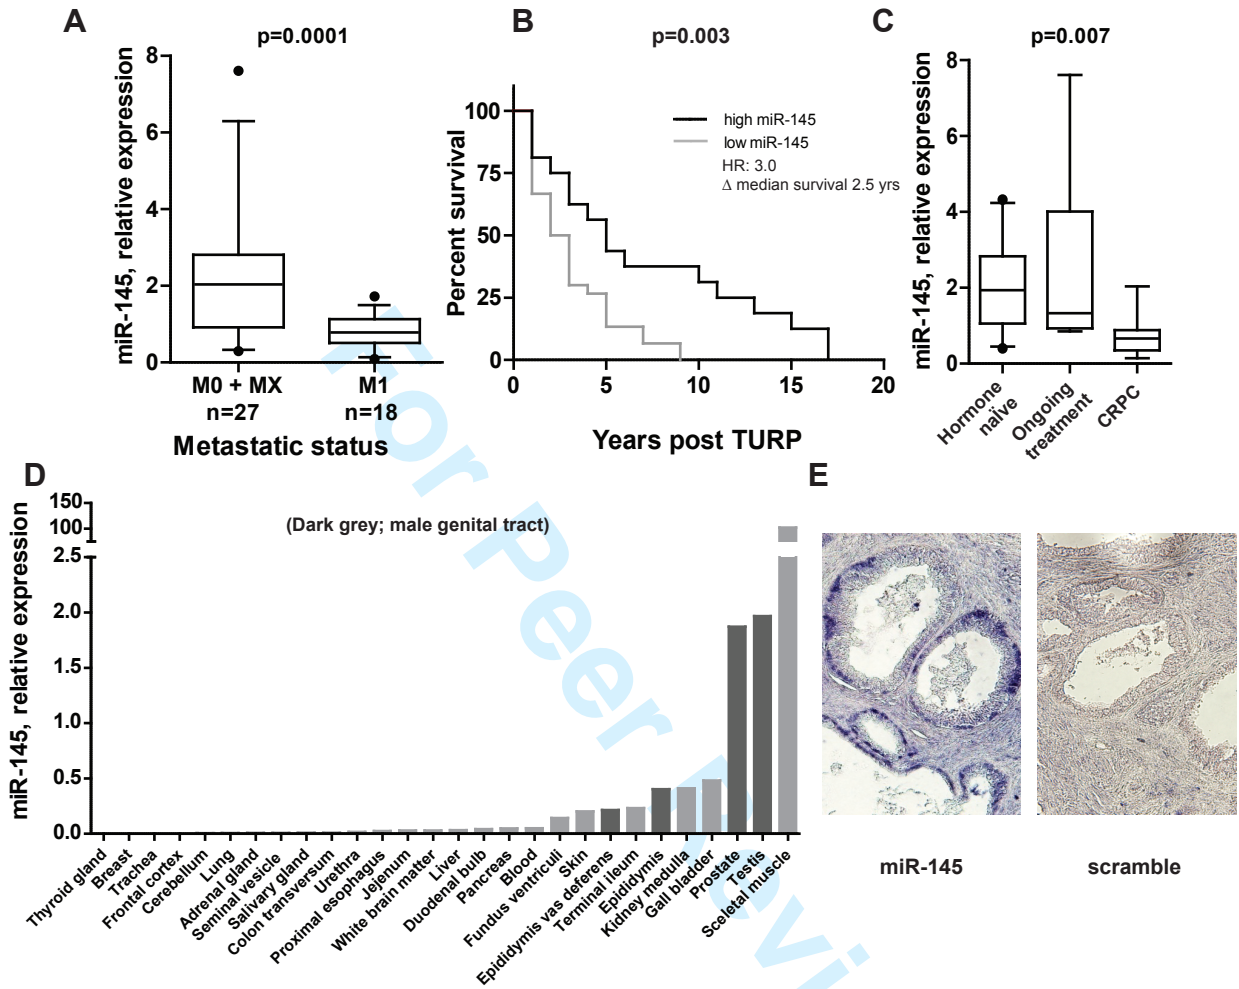 A
p=0.0001
miR-145, relative expression
8
6
4
2
0
M0 + MX
n=27
M1
n=18
Metastatic status
B
p=0.003
Percent survival
100
75
50
25
0
high miR-145
low miR-145
HR: 3.0
Δ median survival 2.5 yrs
0
5
10
15
20
Years post TURP
C
p=0.007
miR-145, relative expression
8
6
4
2
0
Hormone
naïve
Ongoing
treatment
CRPC
D
(Dark grey; male genital tract)
miR-145, relative expression
150
100
2.5
2.0
1.5
1.0
0.5
0.0
Thyroid gland
Breast
Trachea
Frontal cortex
Cerebellum
Lung
Adrenal gland
Seminal vesicle
Salivary gland
Colon transversum
Urethra
Proximal esophagus
Jejenum
White brain matter
Liver
Duodenal bulb
Pancreas
Blood
Fundus ventriculi
Skin
Epididymis vas deferens
Terminal ileum
Epididymis
Kidney medulla
Gall bladder
Prostate
Testis
Sceletal muscle
E
miR-145
scramble
For Peer Revi